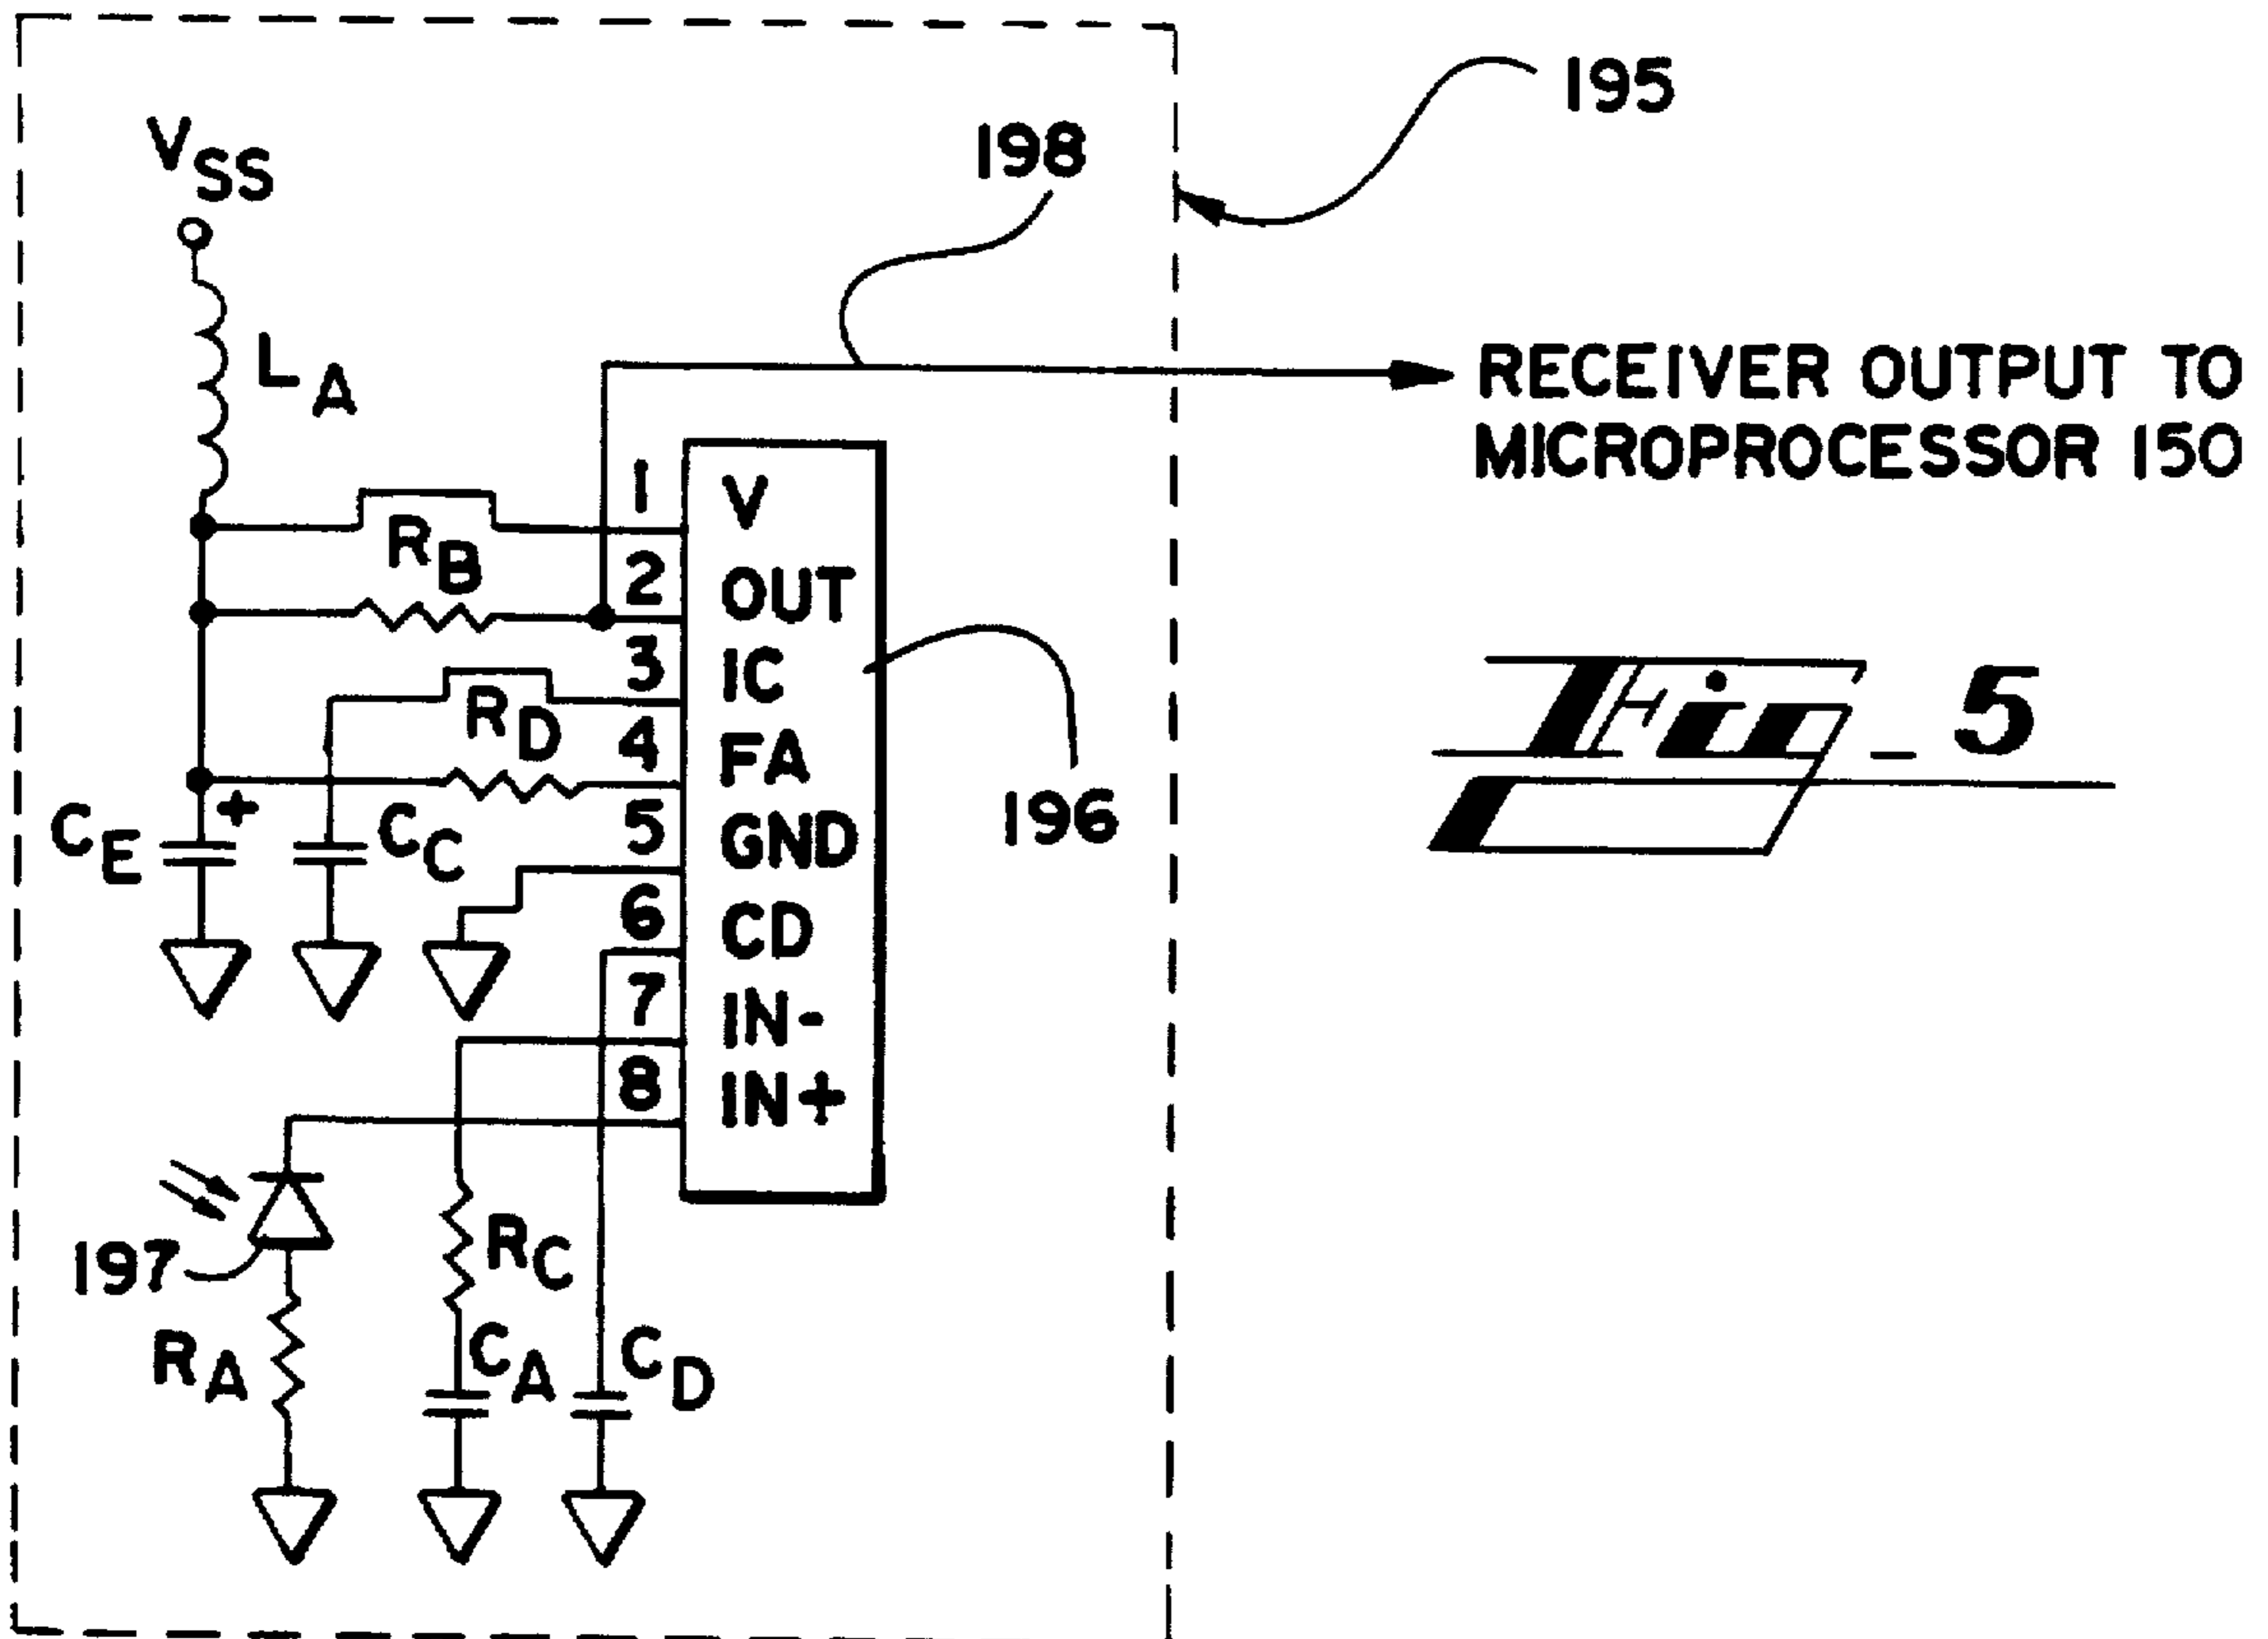 195
198
VSS
LA
RECEIVER OUTPUT TO
MICROPROCESSOR 150
1 V
RB
2 OUT
3 IC
RD
4 FA
Fig_5
CE + CC
5 GND
196
6 CD
7 IN-
8 IN+
197
RC
RA
CA
CD